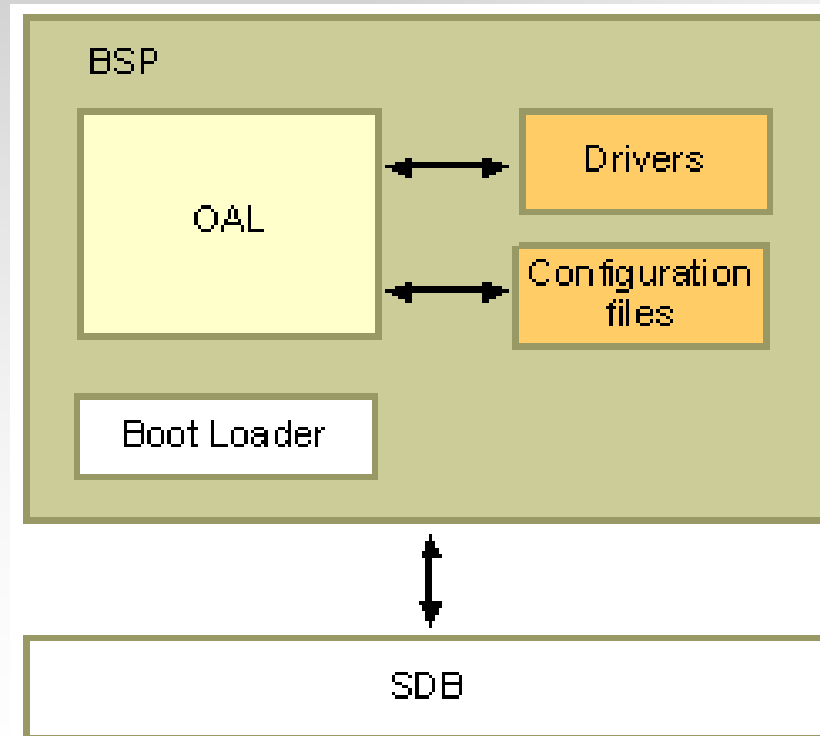 BSP
OAL
Drivers
Configuration
files
Boot Loader
SDB